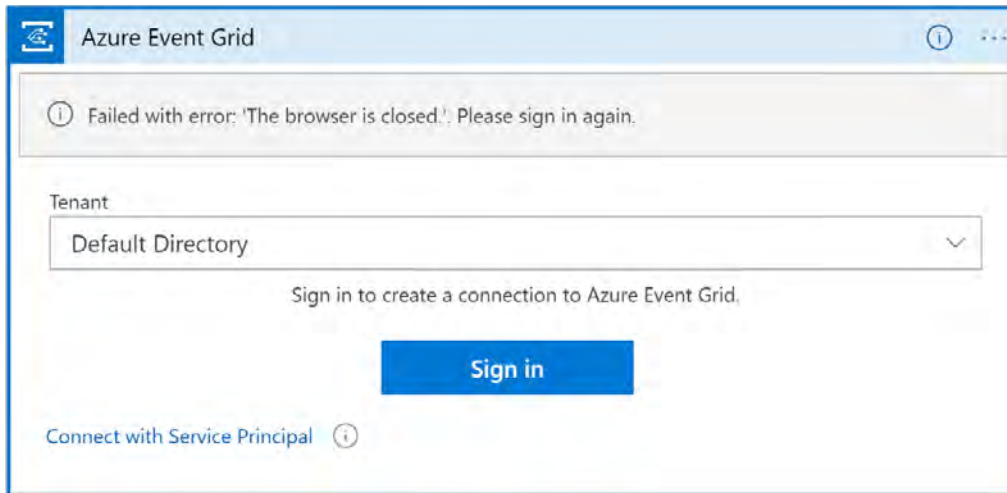 Azure Event Grid
Failed with error: 'The browser is closed.'. Please sign in again.
Tenant
Default Directory
Sign in to create a connection to Azure Event Grid.
Sign in
Connect with Service Principal